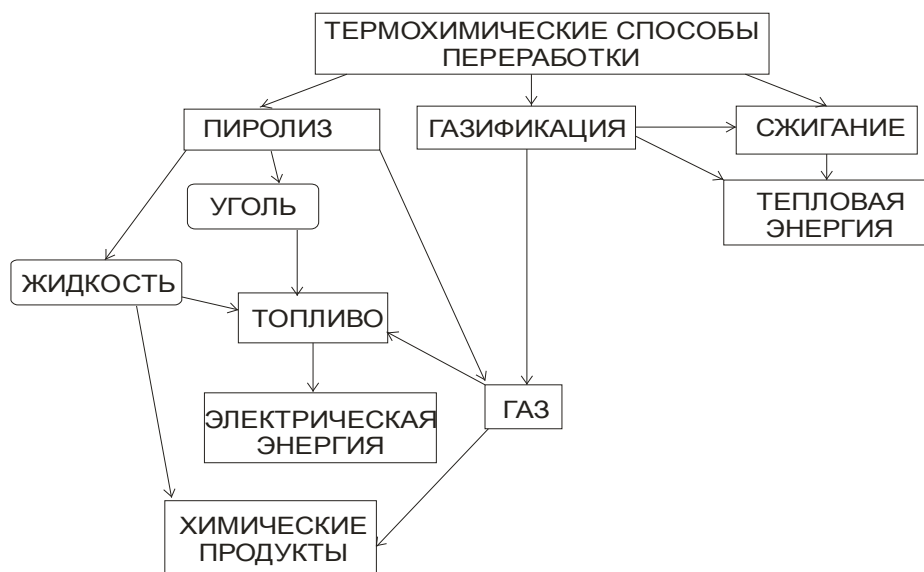 ТЕРМОХИМИЧЕСКИЕ СПОСОБЫ
ПЕРЕРАБОТКИ
ПИРОЛИЗ
ГАЗИФИКАЦИЯ
СЖИГАНИЕ
УГОЛЬ
ТЕПЛОВАЯ
ЭНЕРГИЯ
ЖИДКОСТЬ
ТОПЛИВО
ГАЗ
ЭЛЕКТРИЧЕСКАЯ
ЭНЕРГИЯ
ХИМИЧЕСКИЕ
ПРОДУКТЫ